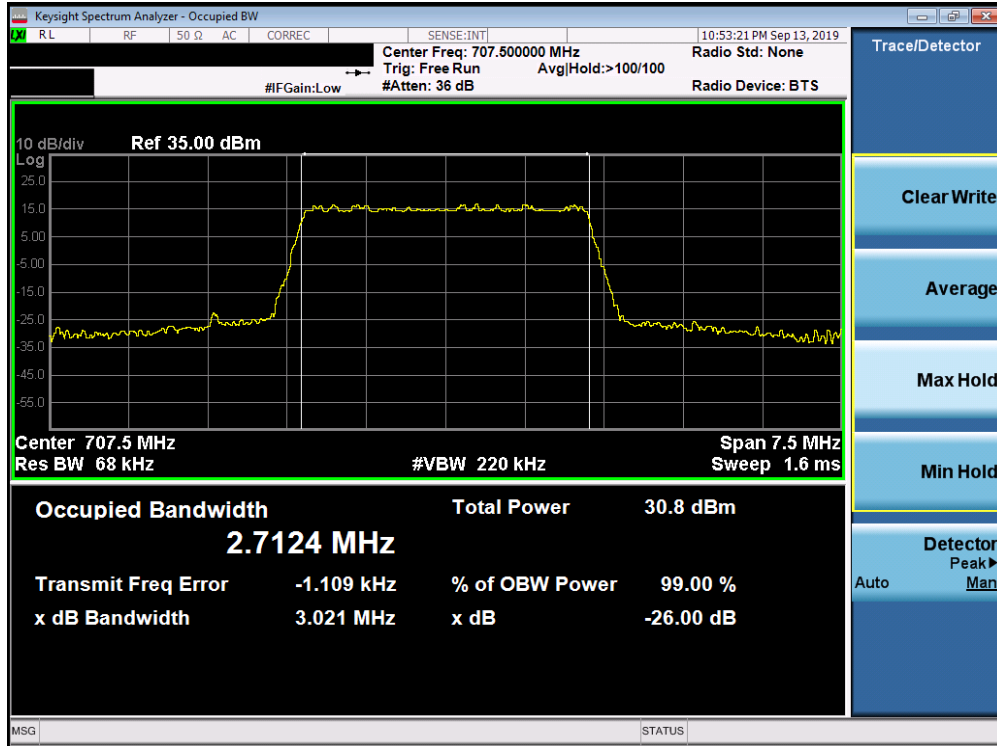 Keysight Spectrum Analyzer - Occupied BW
LXI RL RF 50 Ω AC CORREC SENSE:INT 10:53:21 PM Sep 13, 2019
Center Freq: 707.500000 MHz Radio Std: None
Trig: Free Run Avg|Hold:>100/100
#IFGain:Low #Atten: 36 dB Radio Device: BTS
10 dB/div Ref 35.00 dBm
Log
25.0
15.0
5.00
-5.00
-15.0
-25.0
-35.0
-45.0
-55.0
Center 707.5 MHz Span 7.5 MHz
Res BW 68 kHz #VBW 220 kHz Sweep 1.6 ms
Occupied Bandwidth Total Power 30.8 dBm
2.7124 MHz
Transmit Freq Error -1.109 kHz % of OBW Power 99.00 %
x dB Bandwidth 3.021 MHz x dB -26.00 dB
MSG STATUS
Trace/Detector
Clear Write
Average
Max Hold
Min Hold
Detector
Peak▶
Auto Man